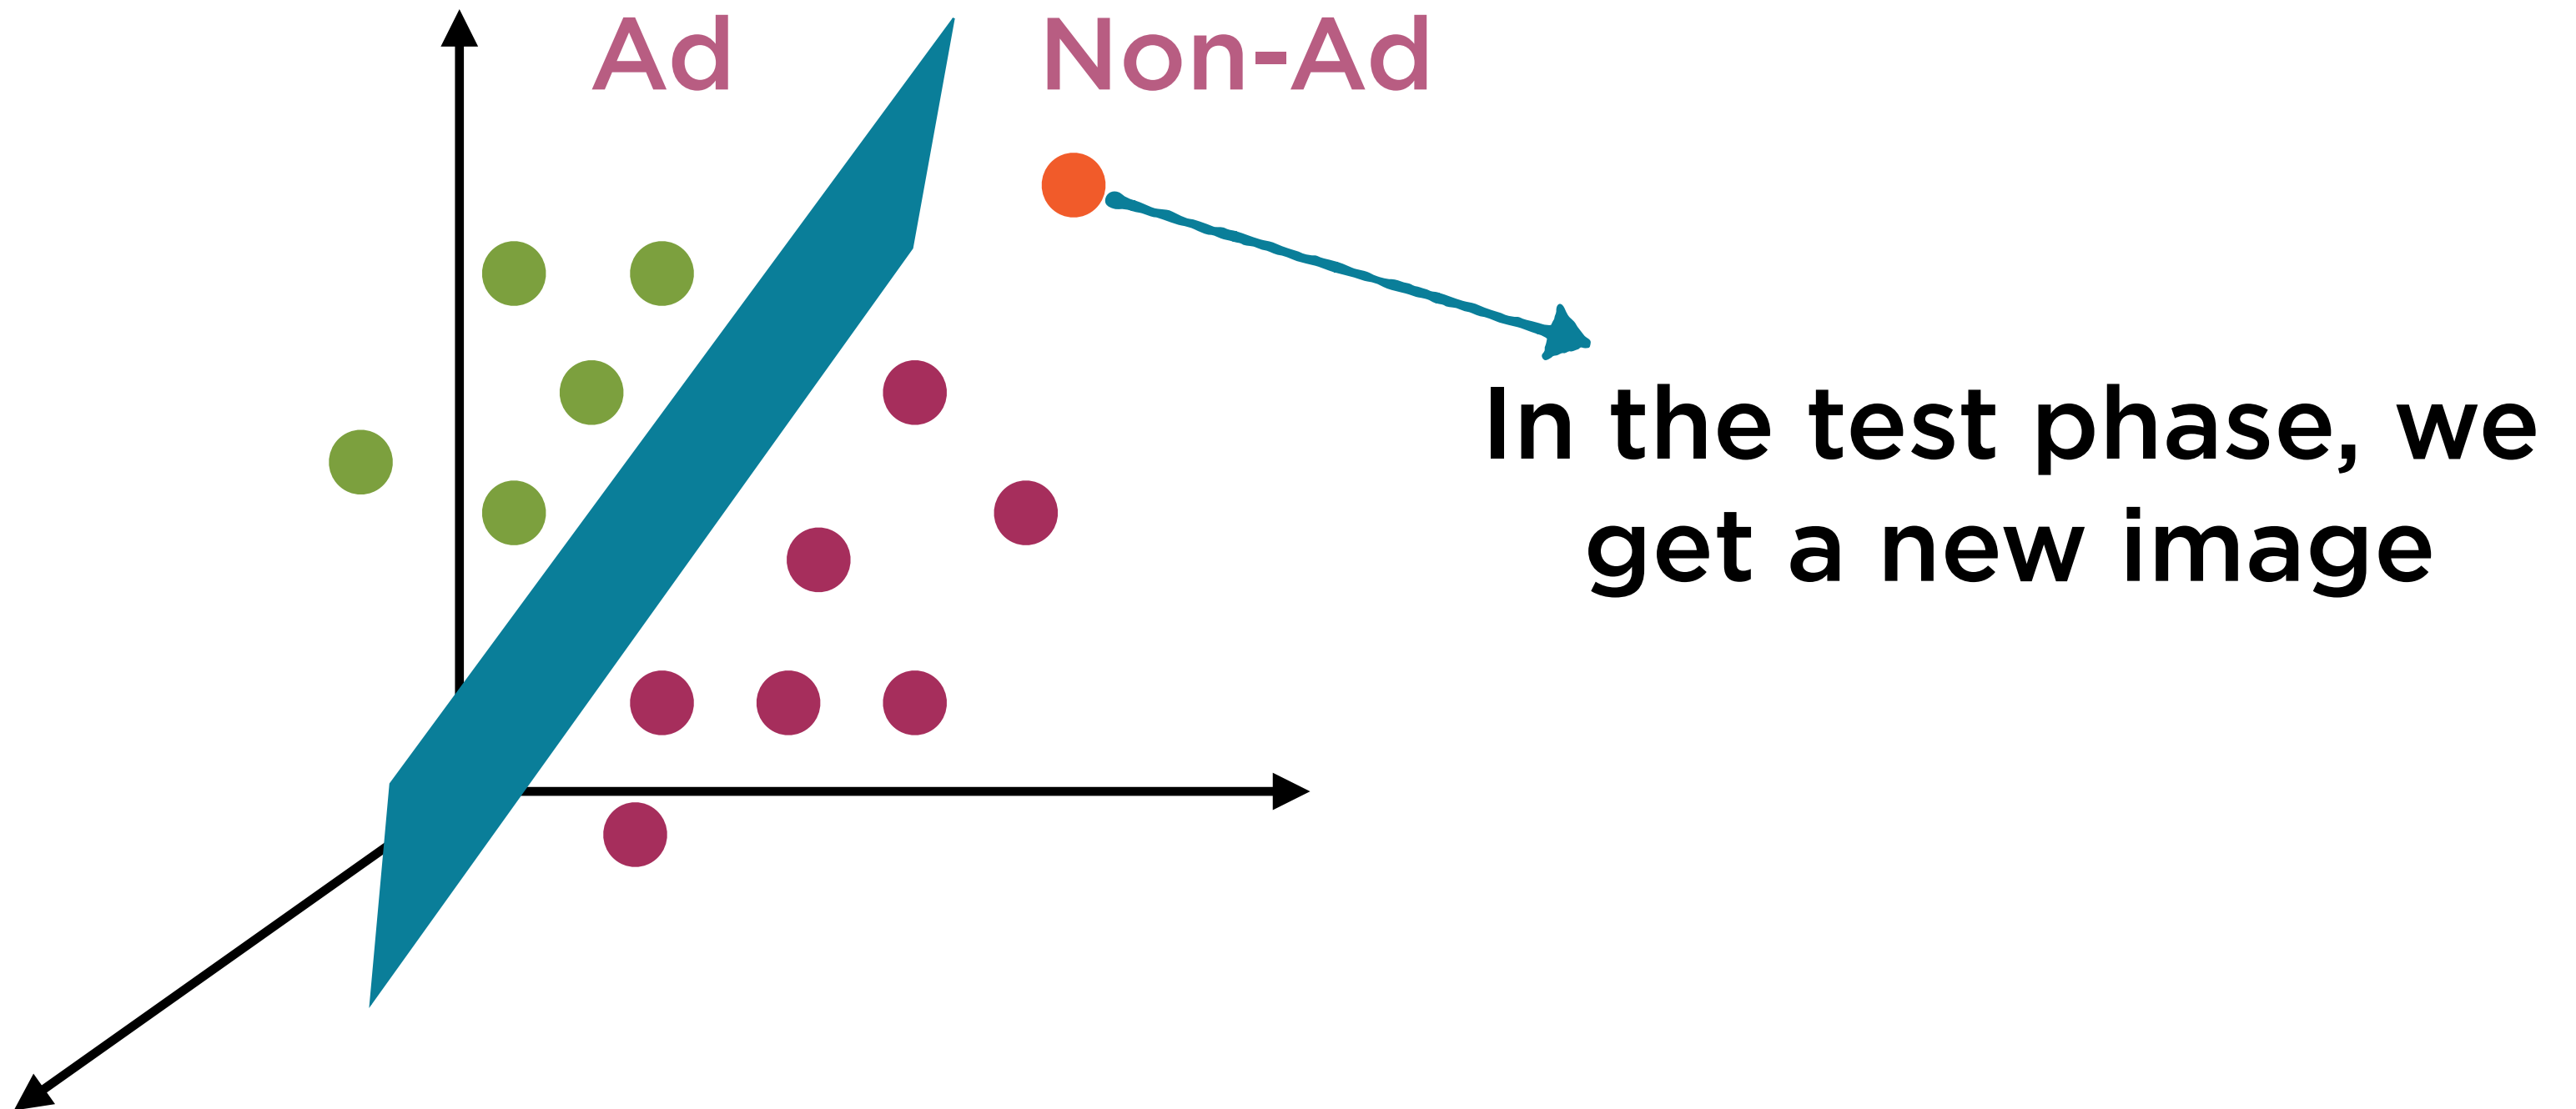 Ad
Non-Ad
In the test phase, we
get a new image